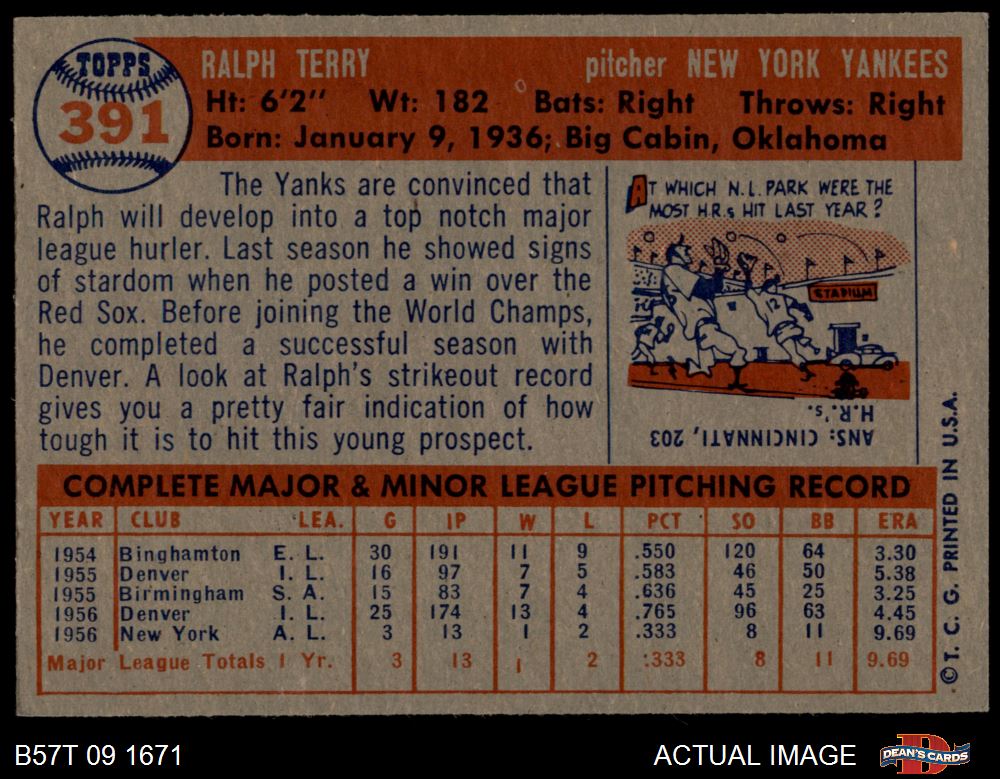 TOPPS
391
RALPH TERRY pitcher NEW YORK YANKEES
Ht: 6'2" Wt: 182 Bats: Right Throws: Right
Born: January 9, 1936; Big Cabin, Oklahoma
The Yanks are convinced that
Ralph will develop into a top notch major
league hurler. Last season he showed signs
of stardom when he posted a win over the
Red Sox. Before joining the World Champs,
he completed a successful season with
Denver. A look at Ralph's strikeout record
gives you a pretty fair indication of how
tough it is to hit this young prospect.
AT WHICH N.L. PARK WERE THE
MOST H.R.s HIT LAST YEAR?
STADIUM
12
ANS: CINCINNATI, 203
H.R.'s.
COMPLETE MAJOR & MINOR LEAGUE PITCHING RECORD
YEAR CLUB LEA. G IP W L PCT SO BB ERA
1954 Binghamton E. L. 30 191 11 9 .550 120 64 3.30
1955 Denver I. L. 16 97 7 5 .583 46 50 5.38
1955 Birmingham S. A. 15 83 7 4 .636 45 25 3.25
1956 Denver I. L. 25 174 13 4 .765 96 63 4.45
1956 New York A. L. 3 13 1 2 .333 8 11 9.69
Major League Totals 1 Yr. 3 13 1 2 .333 8 11 9.69
©T. C. G. PRINTED IN U.S.A.
B57T 09 1671 ACTUAL IMAGE
DEAN'S CARDS